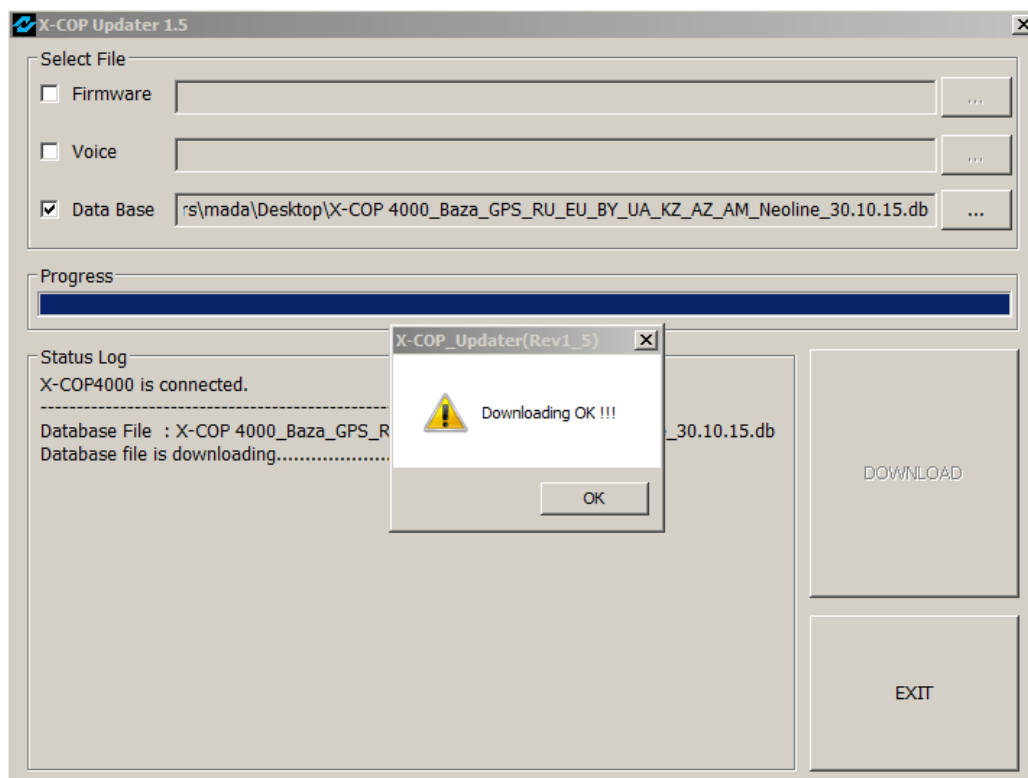 X-COP Updater 1.5
Select File
Firmware
...
Voice
...
Data Base rs\mada\Desktop\X-COP 4000_Baza_GPS_RU_EU_BY_UA_KZ_AZ_AM_Neoline_30.10.15.db
...
Progress
Status Log
X-COP4000 is connected.
--------------------------------------------------
Database File : X-COP 4000_Baza_GPS_R _30.10.15.db
Database file is downloading....................
X-COP_Updater(Rev1_5)
Downloading OK !!!
OK
DOWNLOAD
EXIT